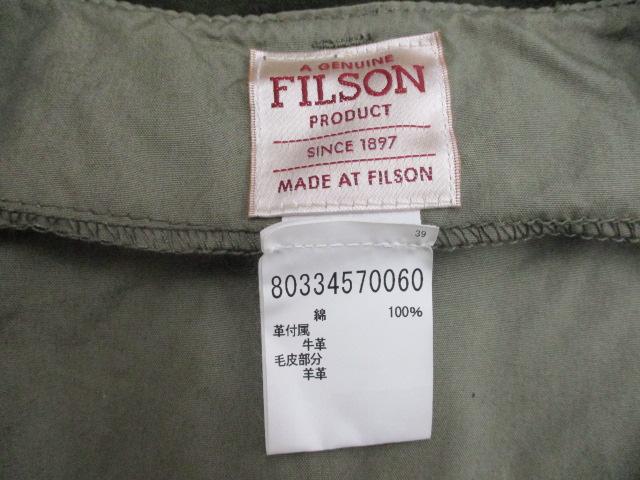 A GENUINE
FILSON
PRODUCT
SINCE 1897
MADE AT FILSON
39
80334570060
綿 100%
革付属
牛革
毛皮部分
羊革